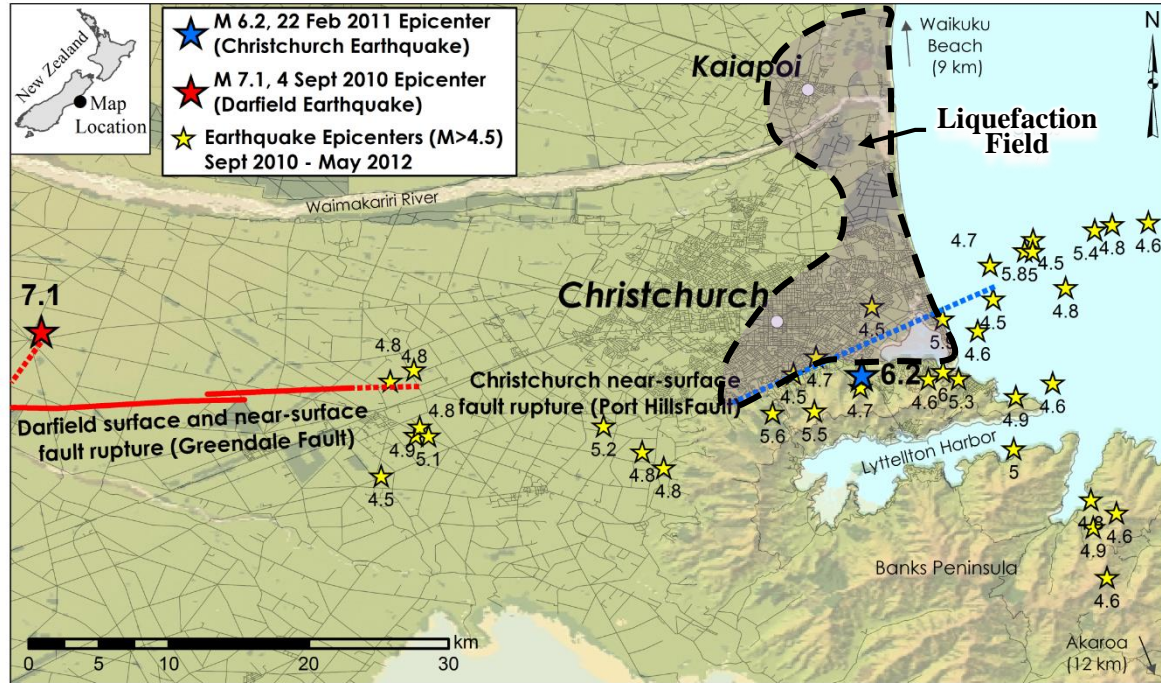 New Zealand
Map
Location
M 6.2, 22 Feb 2011 Epicenter
(Christchurch Earthquake)
M 7.1, 4 Sept 2010 Epicenter
(Darfield Earthquake)
Earthquake Epicenters (M>4.5)
Sept 2010 - May 2012
Waikuku
Beach
(9 km)
N
Kaiapoi
Liquefaction
Field
Waimakariri River
4.7
5.8
5
4.5
5.4
4.8
4.6
7.1
Christchurch
4.5
5.9
4.5
4.6
4.8
4.8
4.8
Christchurch near-surface
fault rupture (Port HillsFault)
4.5
4.7
6.2
4.7
4.6
6
5.3
4.9
4.6
Darfield surface and near-surface
fault rupture (Greendale Fault)
4.8
4.9
5.1
4.5
5.2
4.8
4.8
5.6
5.5
Lyttelton Harbor
5
4.8
4.6
4.9
4.6
Banks Peninsula
Akaroa
(12 km)
km
0 5 10 15 20 30